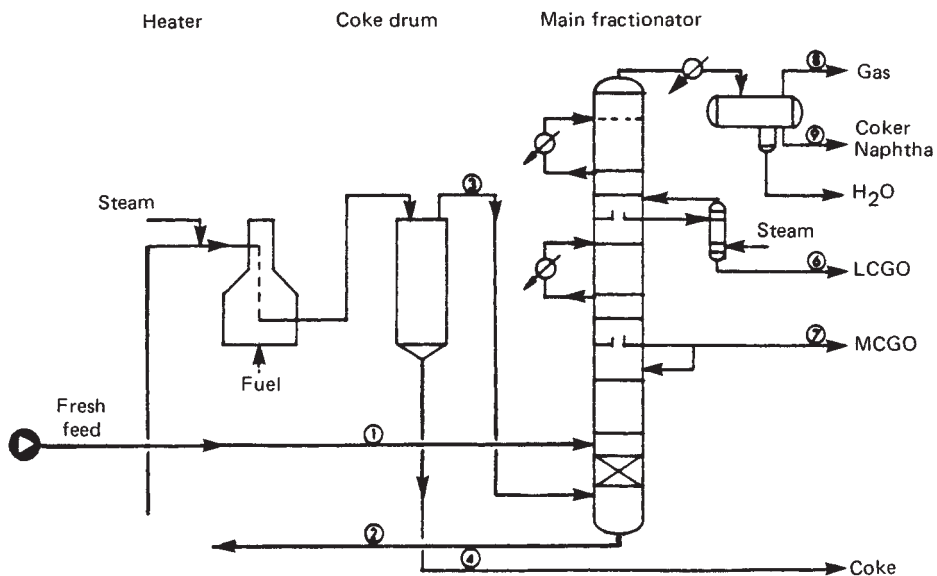 Heater
Coke drum
Main fractionator
⑧
Gas
⑨
Coker
Naphtha
H₂O
③
Steam
Steam
⑥
LCGO
⑦
MCGO
Fuel
Fresh
feed
①
②
④
Coke